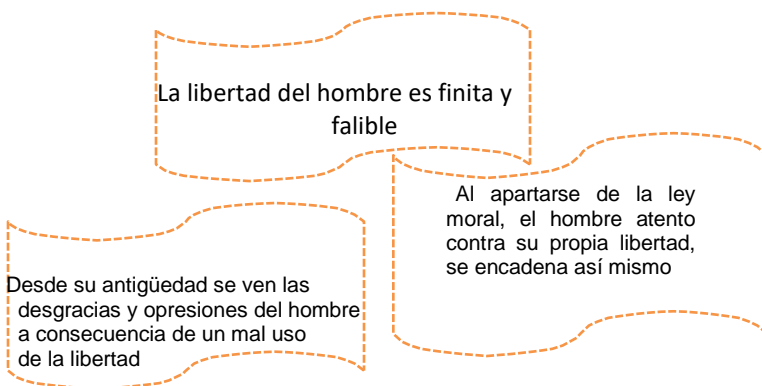 La libertad del hombre es finita y
falible
Al apartarse de la ley
moral, el hombre atento
contra su propia libertad,
se encadena así mismo
Desde su antigüedad se ven las
desgracias y opresiones del hombre
a consecuencia de un mal uso
de la libertad